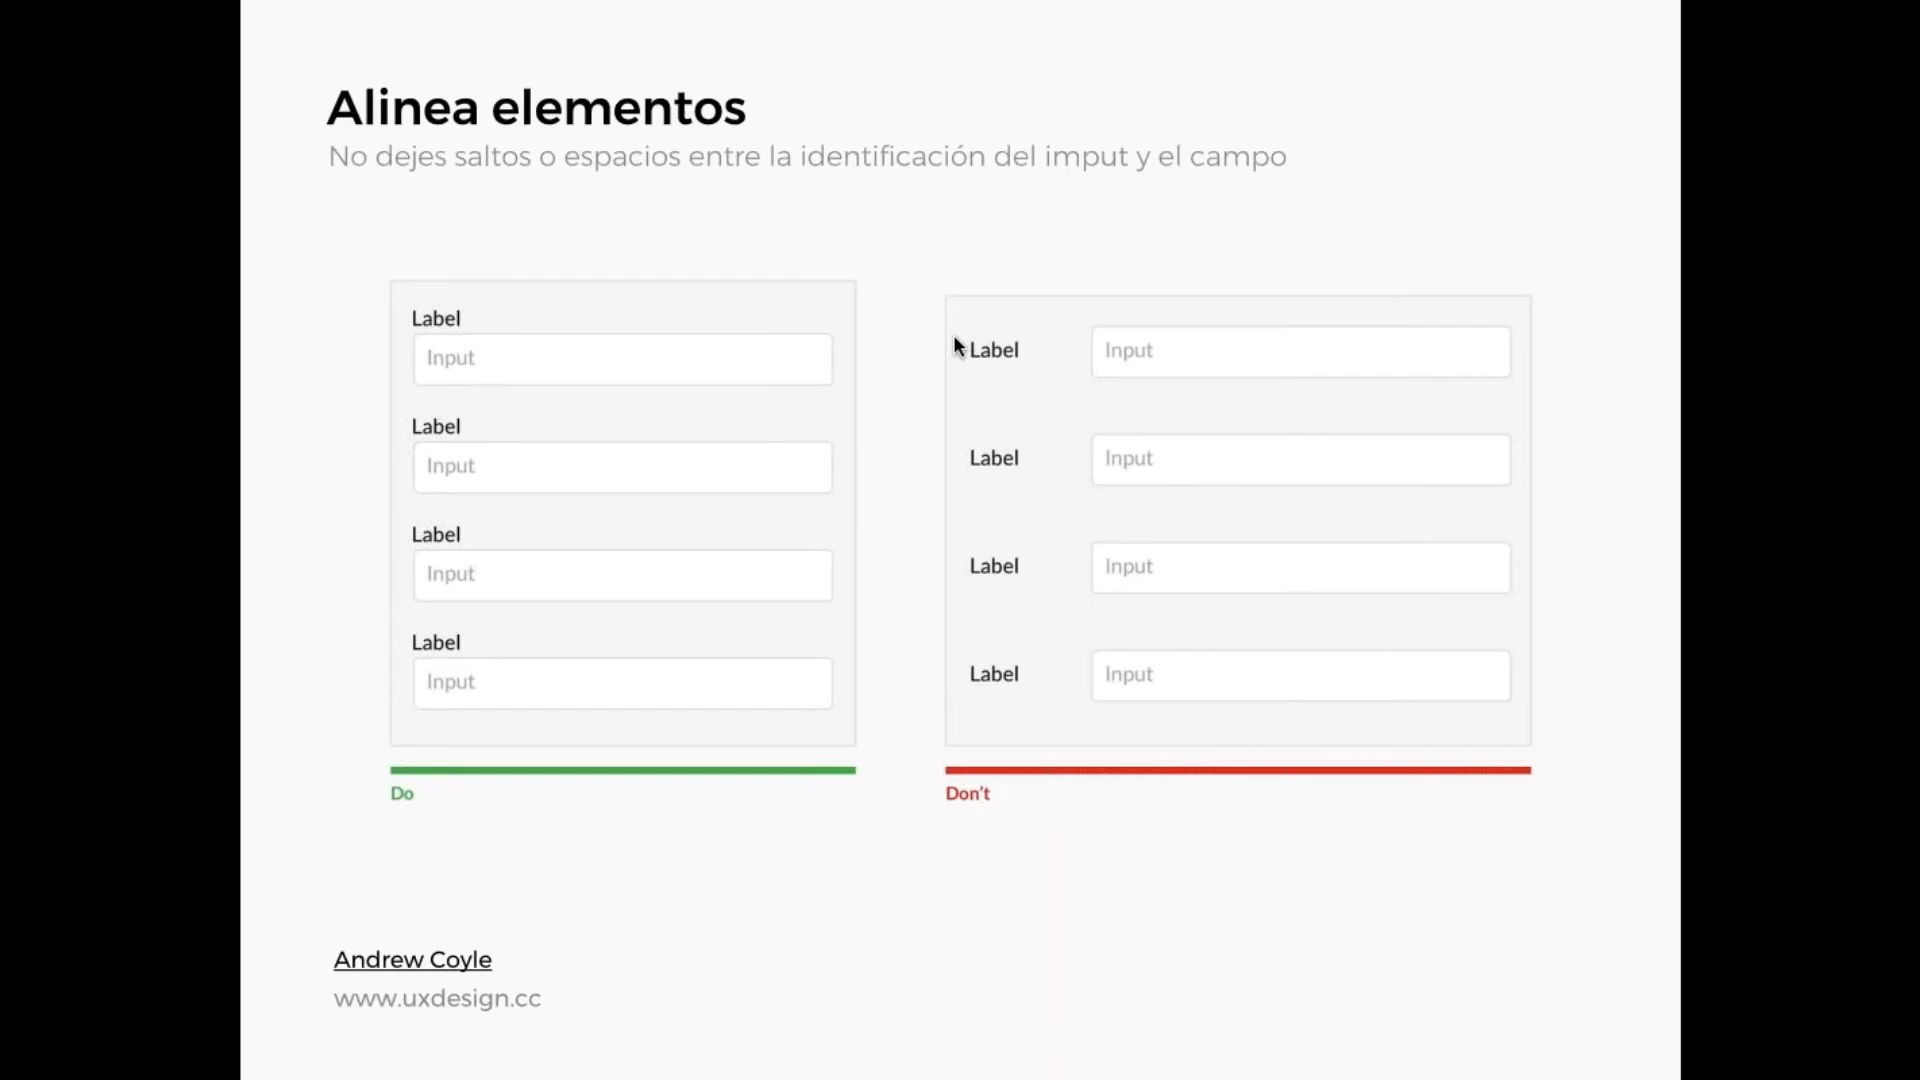 Alinea elementos
No dejes saltos o espacios entre la identificación del imput y el campo
Label
Input
Label
Input
Label
Input
Label
Input
Do
Label Input
Label Input
Label Input
Label Input
Don't
Andrew Coyle
www.uxdesign.cc